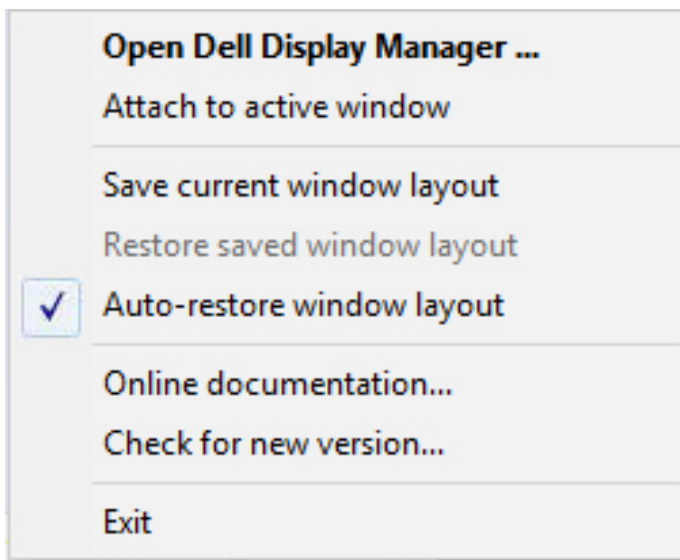 Open Dell Display Manager ...
Attach to active window
Save current window layout
Restore saved window layout
Auto-restore window layout
Online documentation...
Check for new version...
Exit